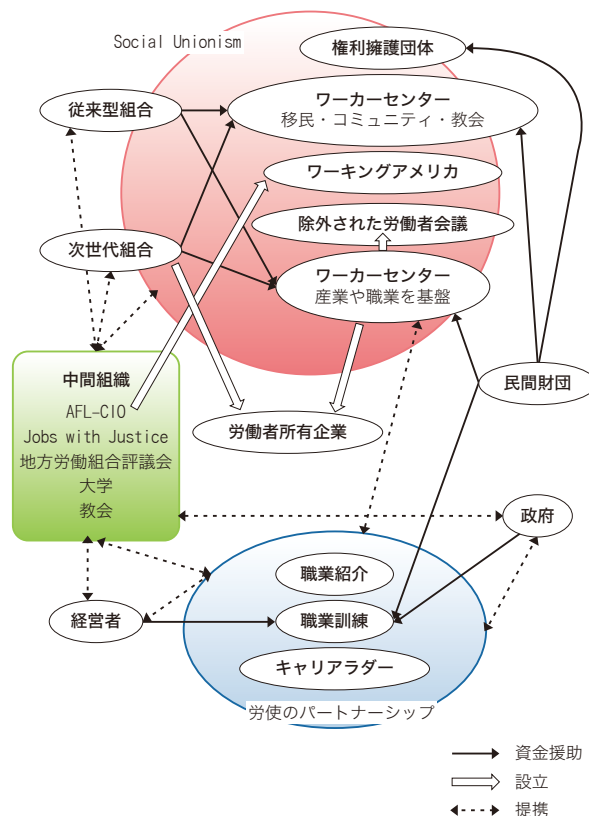 Social Unionism
権利擁護団体
従来型組合
ワーカーセンター
移民・コミュニティ・教会
ワーキングアメリカ
除外された労働者会議
次世代組合
ワーカーセンター
産業や職業を基盤
中間組織
AFL-CIO
Jobs with Justice
地方労働組合評議会
大学
教会
民間財団
労働者所有企業
政府
職業紹介
経営者
職業訓練
キャリアラダー
労使のパートナーシップ
資金援助
設立
提携